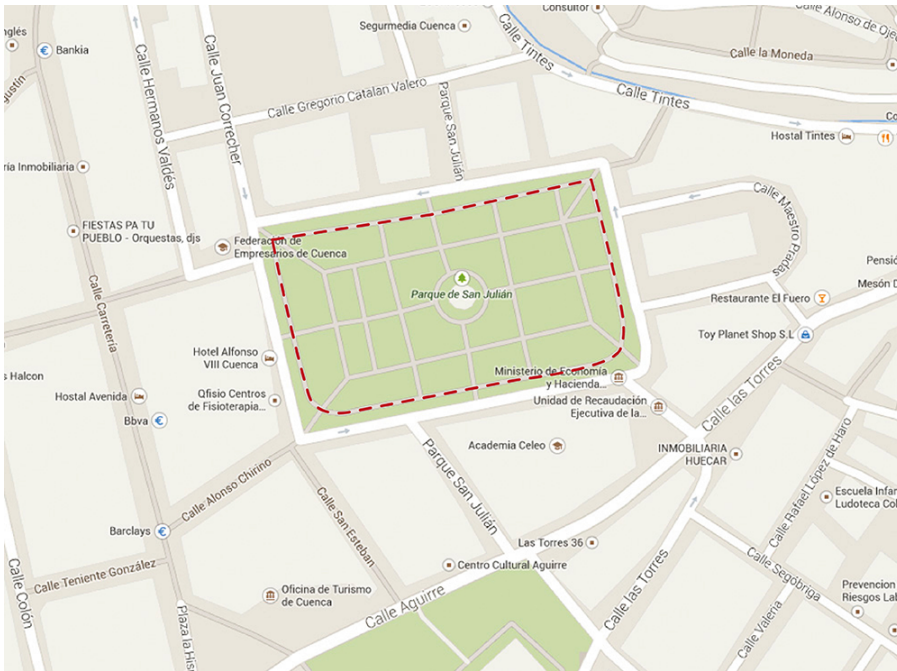 Consultor
Calle Alonso de Oje
nglés
Bankia
Segurmedia Cuenca
Calle Tintes
Calle la Moneda
Calle Hermanos Valdés
Calle Juan Correcher
Calle Gregorio Catalan Valero
Parque San Julián
Calle Tintes
Co
Hostal Tintes
gustín
ría Inmobiliaria
Calle Maestro Pradas
FIESTAS PA TU
PUEBLO - Orquestas, djs
Federación de
Empresarios de Cuenca
Pensió
Mesón D
Parque de San Julián
Restaurante El Fuero
Calle Carretería
Toy Planet Shop S.L
Hotel Alfonso
VIII Cuenca
s Halcon
Ministerio de Economía
y Hacienda...
Hostal Avenida
Qfisio Centros
de Fisioterapia...
Unidad de Recaudación
Ejecutiva de la...
Calle las Torres
Bbva
Academia Celeo
INMOBILIARIA
HUECAR
Calle Rafael López de Haro
Calle Alonso Chirino
Parque San Julián
Escuela Infan
Ludoteca Col
Calle San Esteban
Barclays
Las Torres 36
Calle Teniente González
Centro Cultural Aguirre
Calle Segóbriga
Calle Colón
Oficina de Turismo
de Cuenca
Calle Aguirre
Calle las Torres
Prevencion
Riesgos Lab
Plaza la Hisp
Calle Valeria